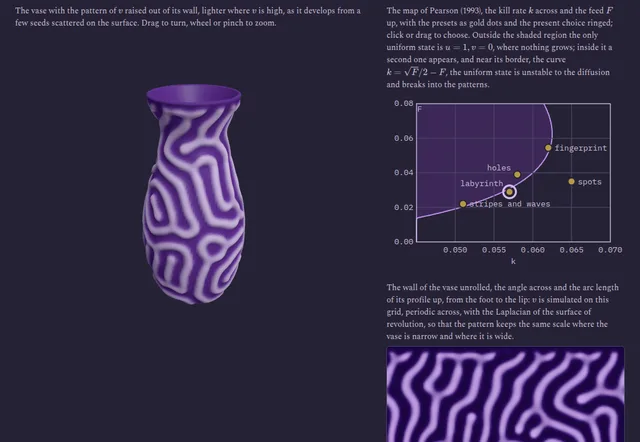 The vase with the pattern of v raised out of its wall, lighter where v is high, as it develops from a
few seeds scattered on the surface. Drag to turn, wheel or pinch to zoom.
The map of Pearson (1993), the kill rate k across and the feed F
up, with the presets as gold dots and the present choice ringed;
click or drag to choose. Outside the shaded region the only
uniform state is u = 1, v = 0, where nothing grows; inside it a
second one appears, and near its border, the curve
k = √F/2 − F, the uniform state is unstable to the diffusion
and breaks into the patterns.
0.08
F
0.06
fingerprint
holes
0.04
labyrinth
spots
0.02
stripes and waves
0.00
0.050 0.055 0.060 0.065 0.070
k
The wall of the vase unrolled, the angle across and the arc length
of its profile up, from the foot to the lip: v is simulated on this
grid, periodic across, with the Laplacian of the surface of
revolution, so that the pattern keeps the same scale where the
vase is narrow and where it is wide.